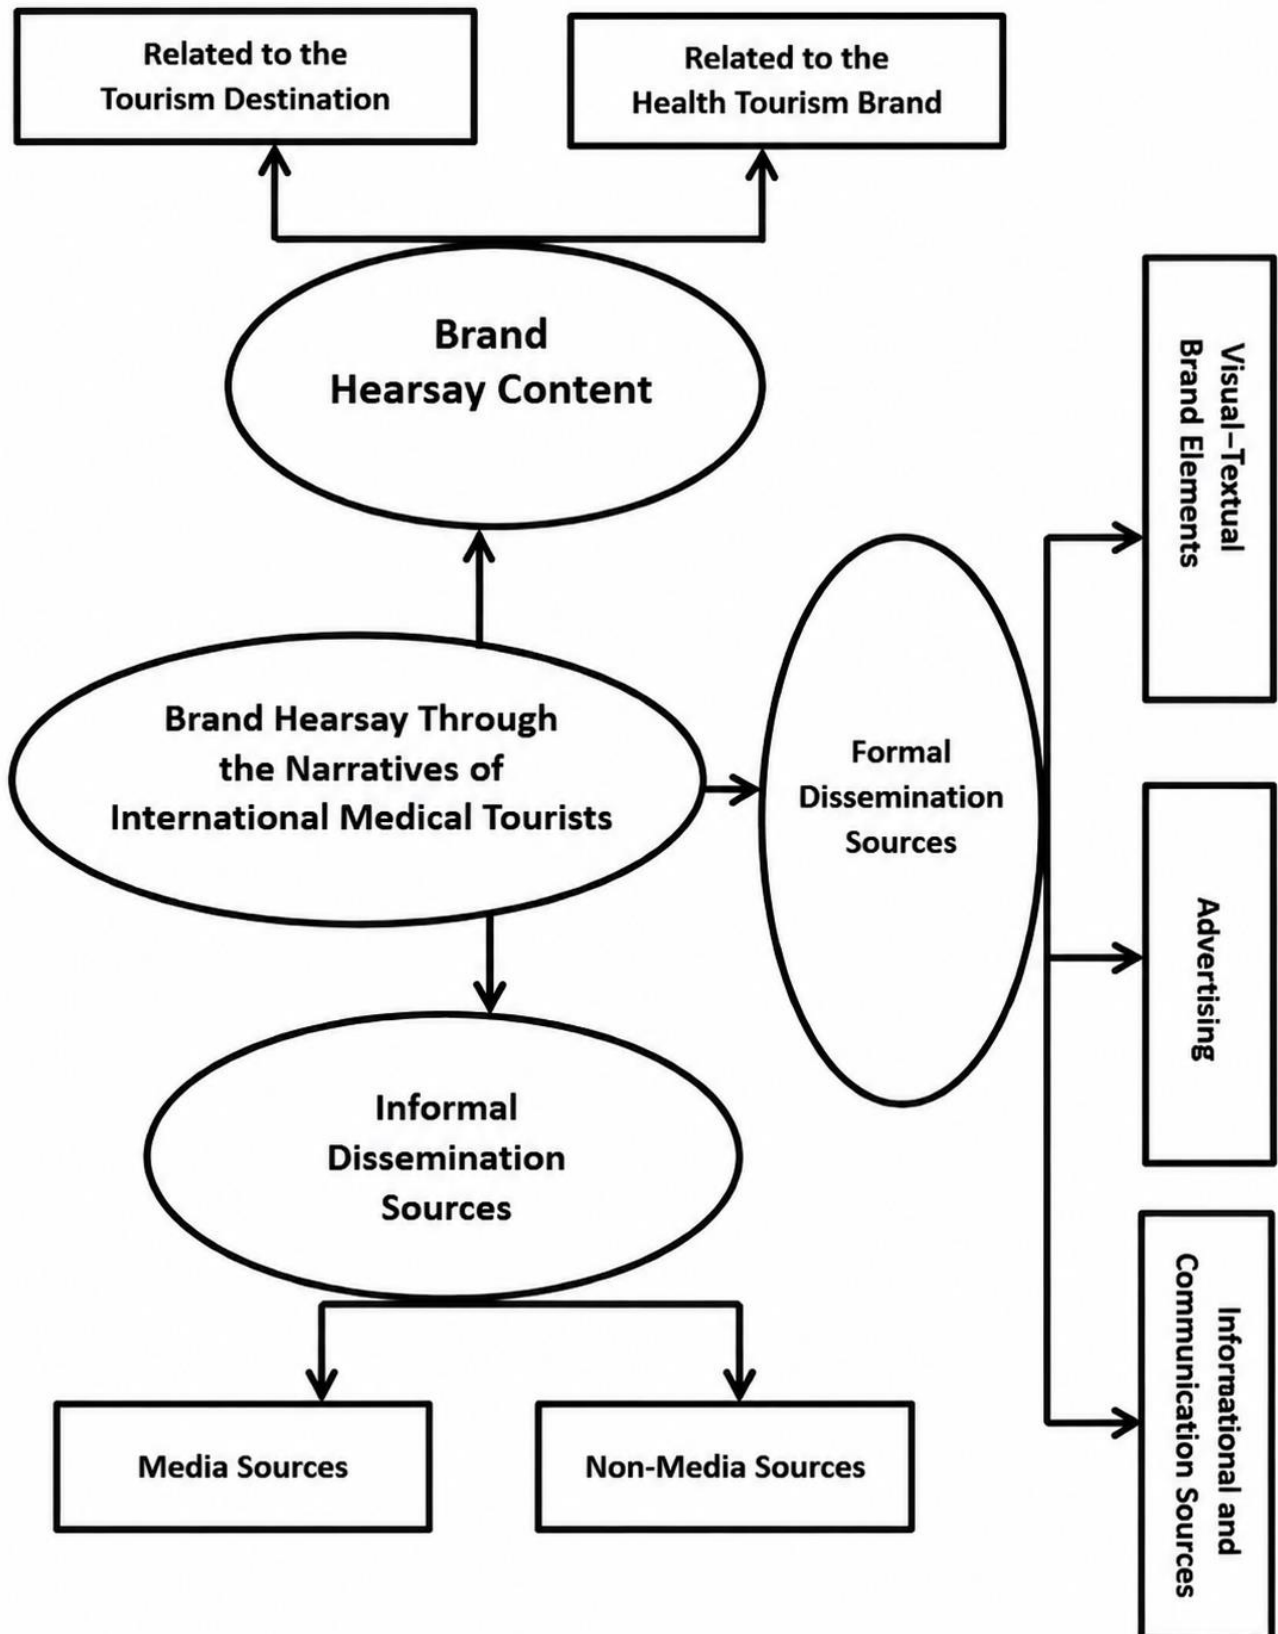 Related to the
Tourism Destination
Related to the
Health Tourism Brand
Brand
Hearsay Content
Visual–Textual
Brand Elements
Brand Hearsay Through
the Narratives of
International Medical Tourists
Formal
Dissemination
Sources
Advertising
Informal
Dissemination
Sources
Informational and
Communication Sources
Media Sources
Non-Media Sources